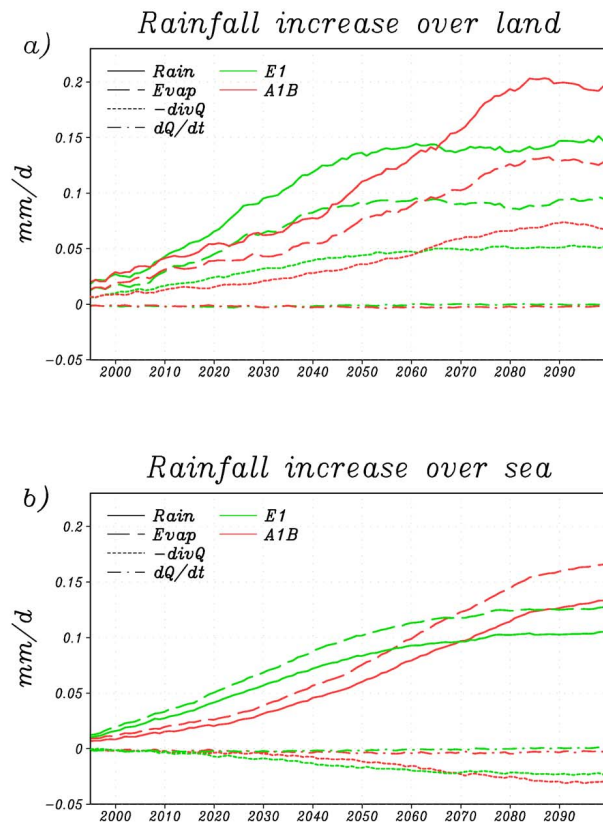 Rainfall increase over land
a)
Rain E1
Evap A1B
-divQ
dQ/dt
0.2
0.15
0.1
0.05
0
-0.05
mm/d
2000 2010 2020 2030 2040 2050 2060 2070 2080 2090
Rainfall increase over sea
b)
Rain E1
Evap A1B
-divQ
dQ/dt
0.2
0.15
0.1
0.05
0
-0.05
mm/d
2000 2010 2020 2030 2040 2050 2060 2070 2080 2090